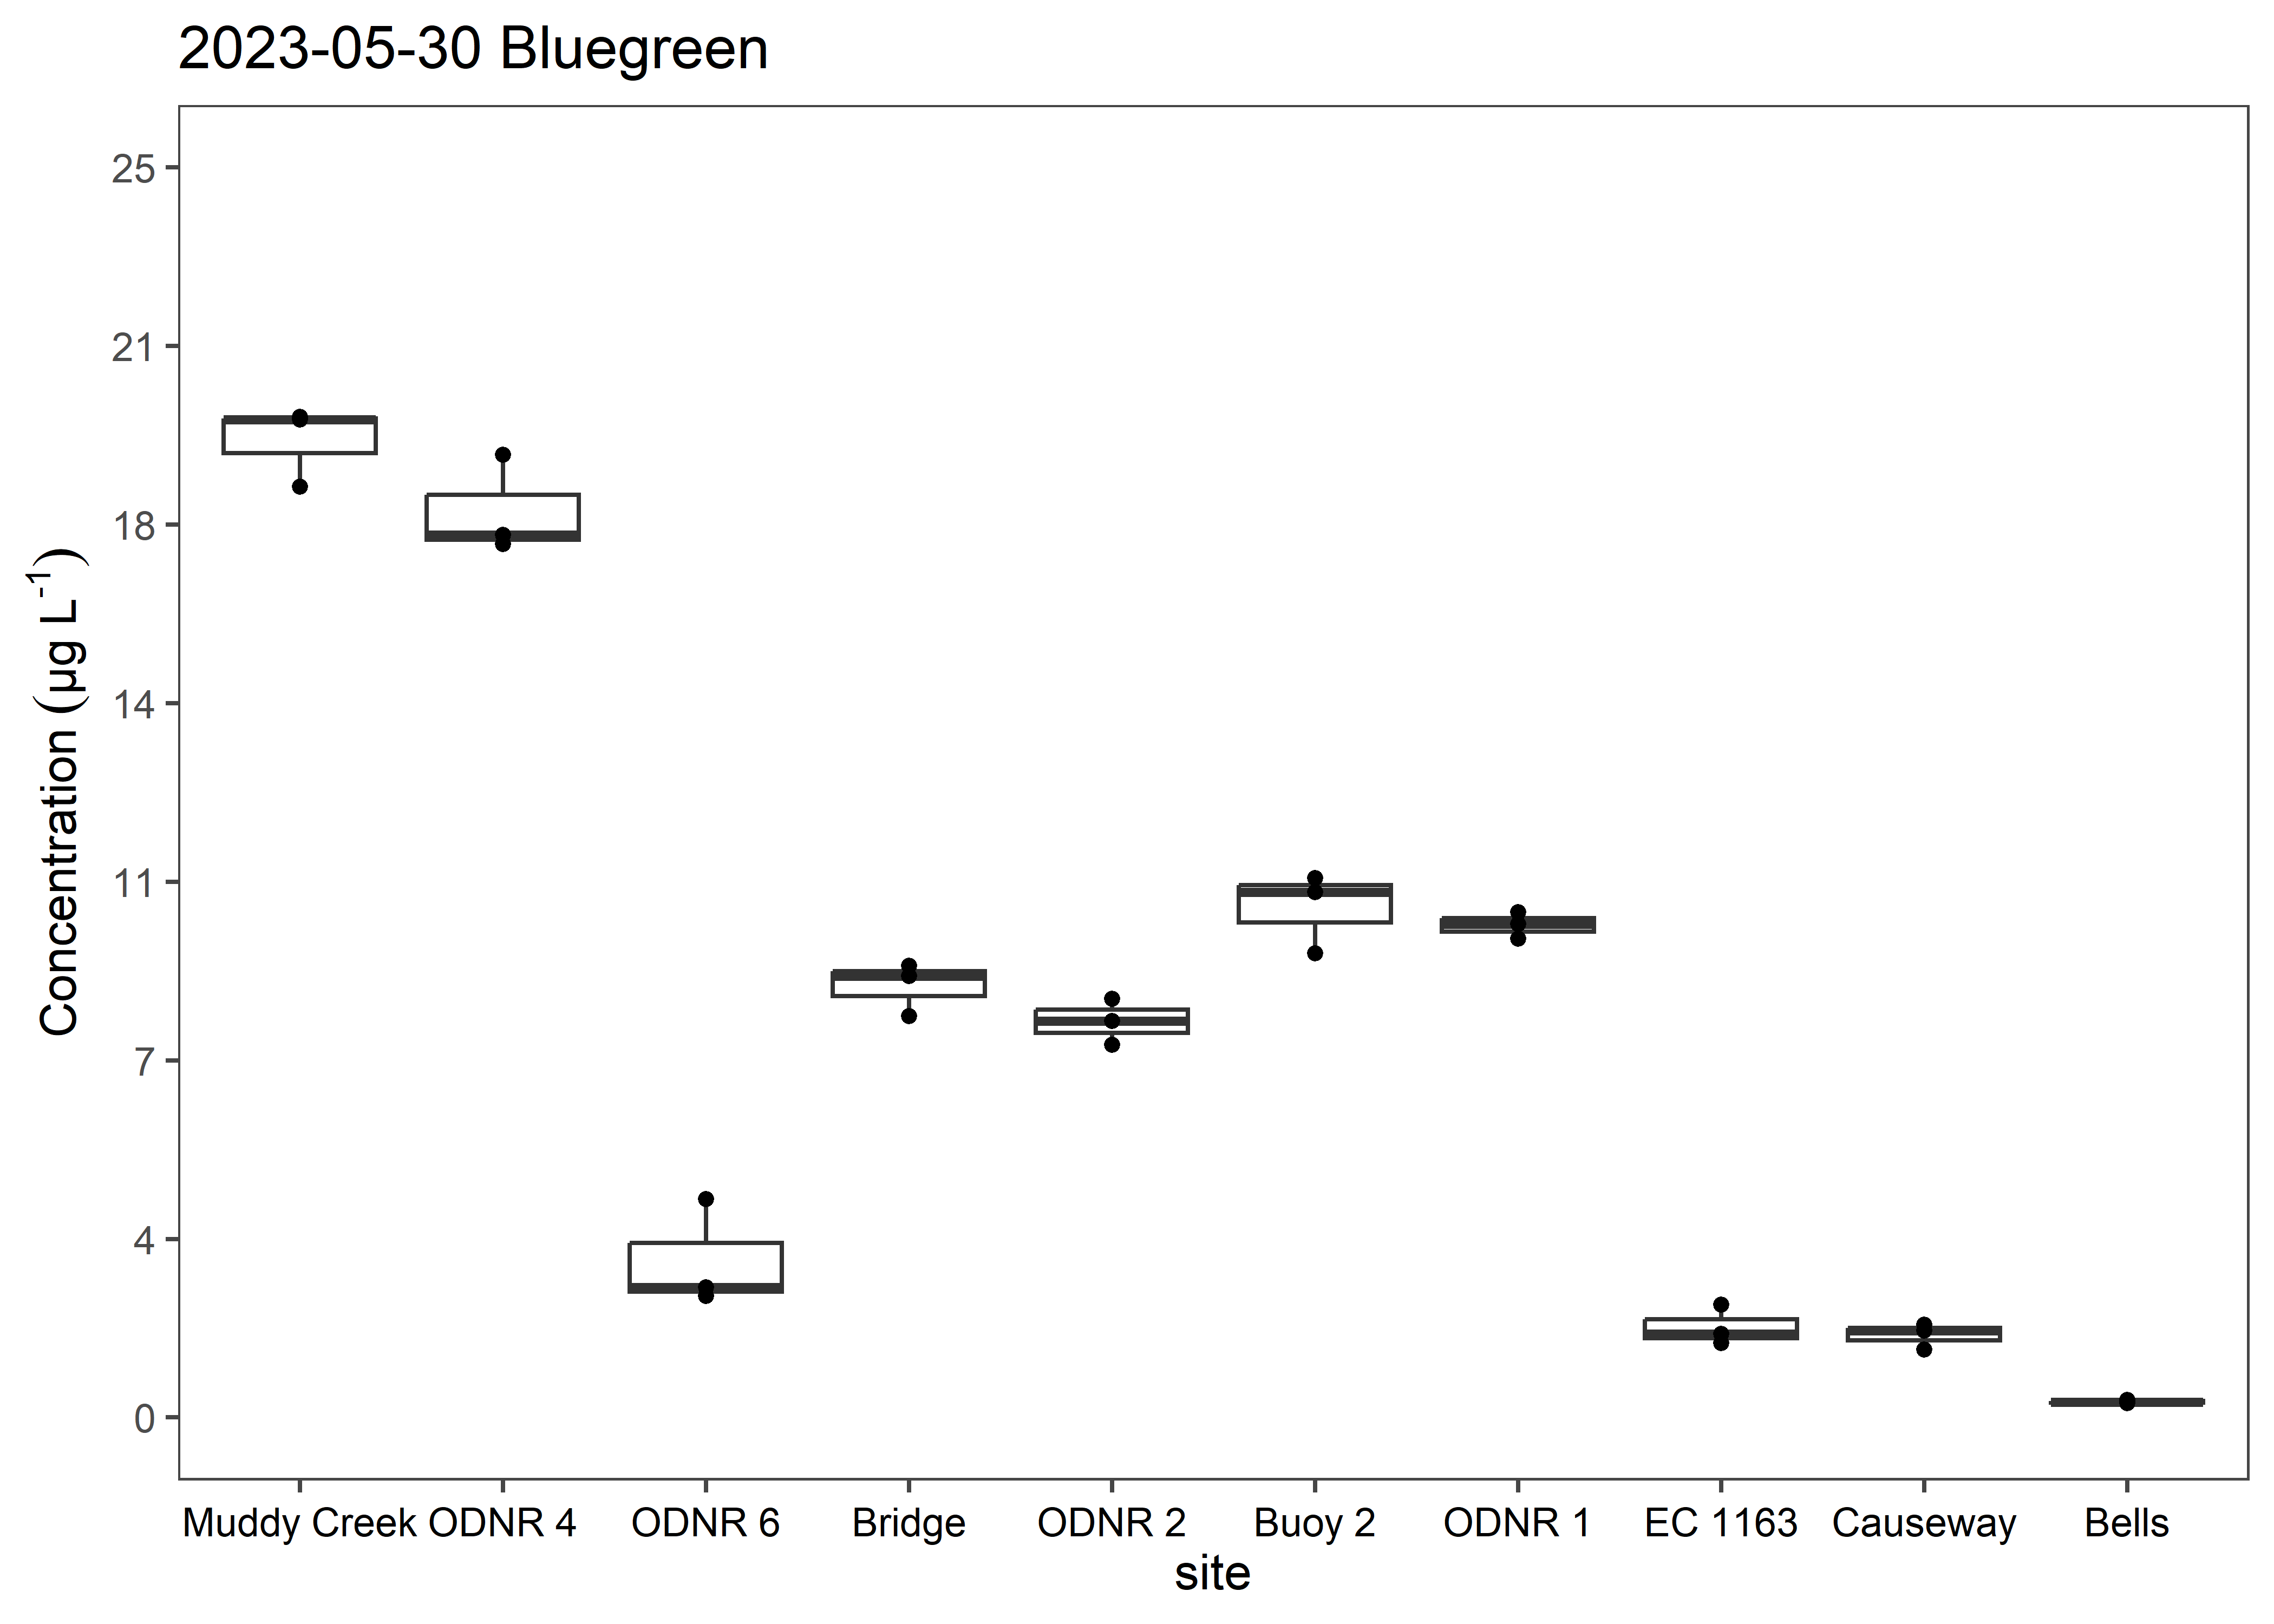 2023-05-30 Bluegreen
Concentration (µg L⁻¹)
25
21
18
14
11
7
4
0
Muddy Creek ODNR 4 ODNR 6 Bridge ODNR 2 Buoy 2 ODNR 1 EC 1163 Causeway Bells
site